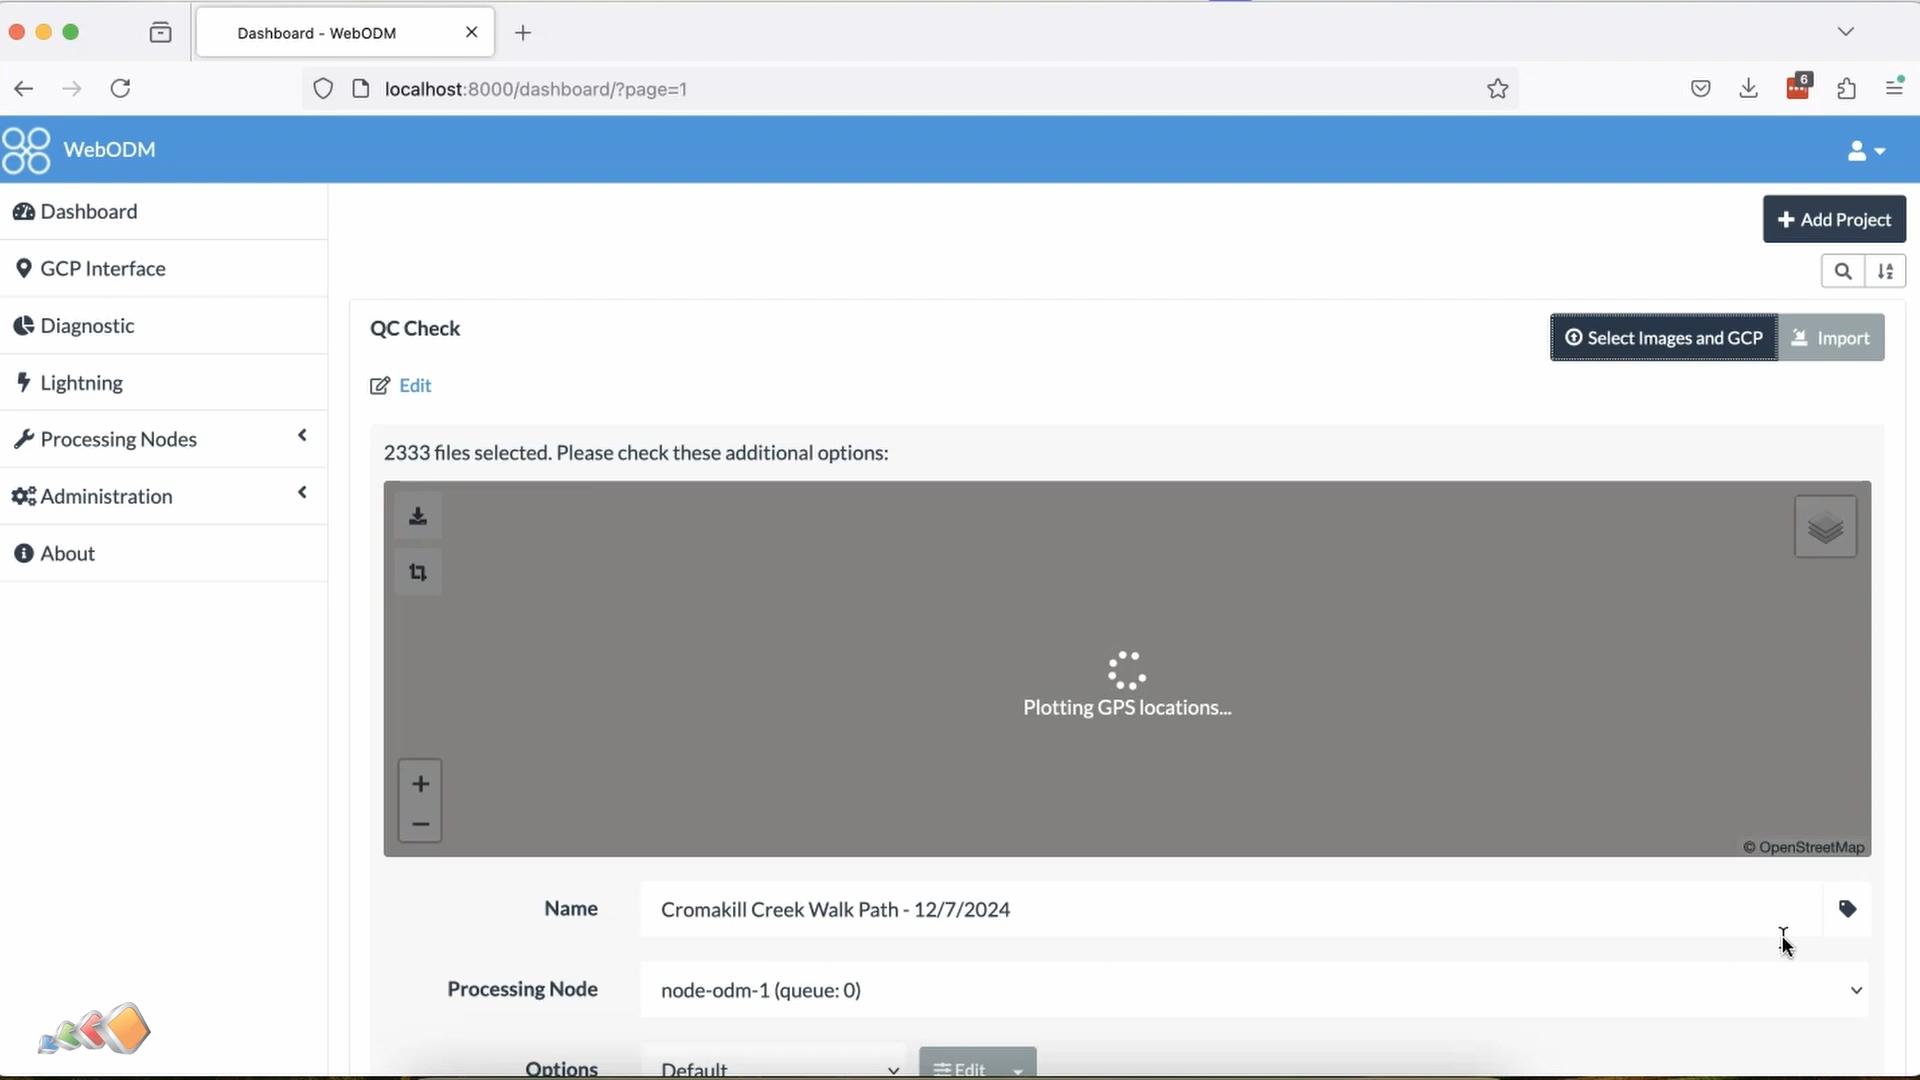 Dashboard - WebODM
localhost:8000/dashboard/?page=1
6
WebODM
Dashboard
GCP Interface
Diagnostic
Lightning
Processing Nodes
Administration
About
Add Project
QC Check
Select Images and GCP
Import
Edit
2333 files selected. Please check these additional options:
Plotting GPS locations...
+
−
© OpenStreetMap
Name
Cromakill Creek Walk Path - 12/7/2024
Processing Node
node-odm-1 (queue: 0)
Options
Default
Edit